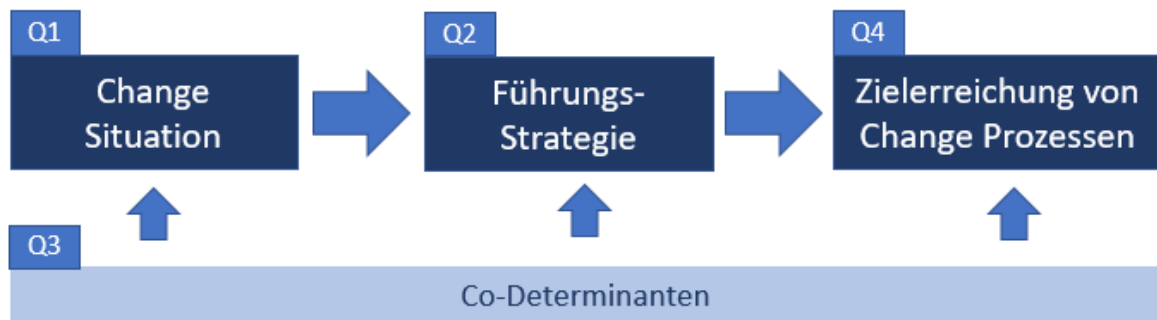 Q1
Change
Situation
Q2
Führungs-
Strategie
Q4
Zielerreichung von
Change Prozessen
Q3
Co-Determinanten